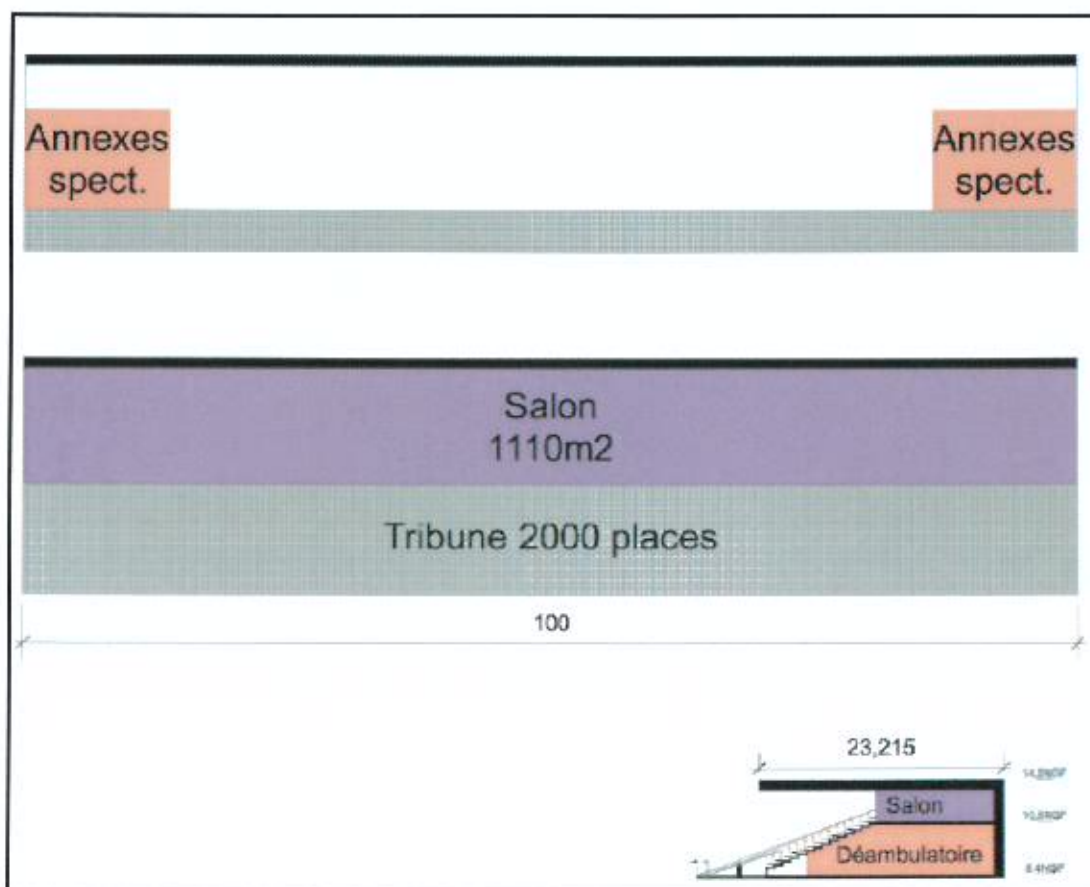 Annexes
spect.
Annexes
spect.
Salon
1110m2
Tribune 2000 places
100
23,215
Salon
Déambulatoire